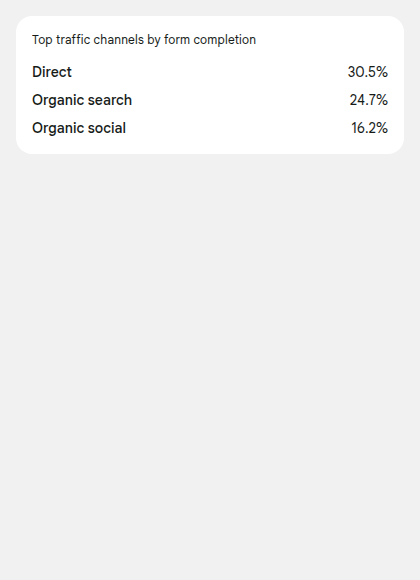 Top traffic channels by form completion
Direct 30.5%
Organic search 24.7%
Organic social 16.2%